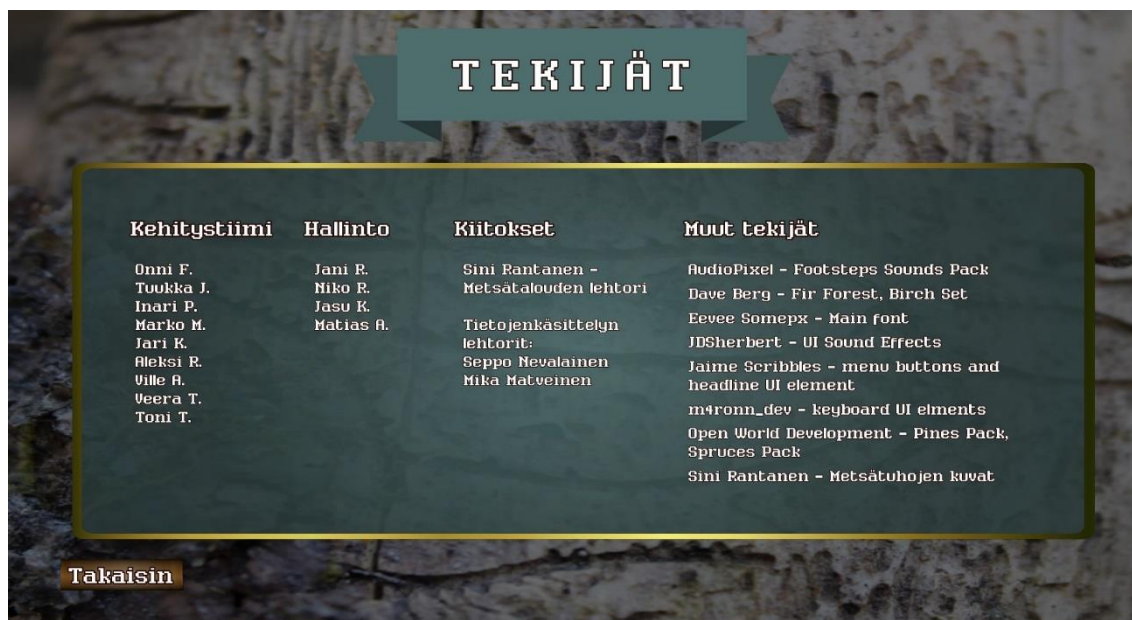 TEKIJÄT
Kehitystiimi
Onni F.
Tuukka J.
Inari P.
Marko M.
Jari K.
Aleksi R.
Ville A.
Veera T.
Toni T.
Hallinto
Jani R.
Niko R.
Jasu K.
Matias A.
Kiitokset
Sini Rantanen -
Metsätalouden lehtori
Tietojenkäsittelyn
lehtorit:
Seppo Nevalainen
Mika Matveinen
Muut tekijät
AudioPixel - Footsteps Sounds Pack
Dave Berg - Fir Forest, Birch Set
Eevee Somepx - Main font
JDSherbert - UI Sound Effects
Jaime Scribbles - menu buttons and
headline UI element
m4ronn_dev - keyboard UI elments
Open World Development - Pines Pack,
Spruces Pack
Sini Rantanen - Metsätuhojen kuvat
Takaisin